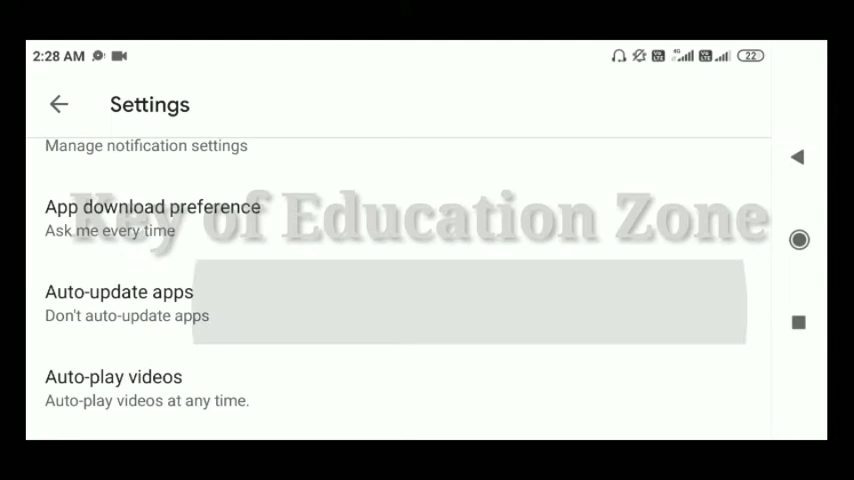 2:28 AM
22
Settings
Manage notification settings
Key of Education Zone
App download preference
Ask me every time
Auto-update apps
Don't auto-update apps
Auto-play videos
Auto-play videos at any time.